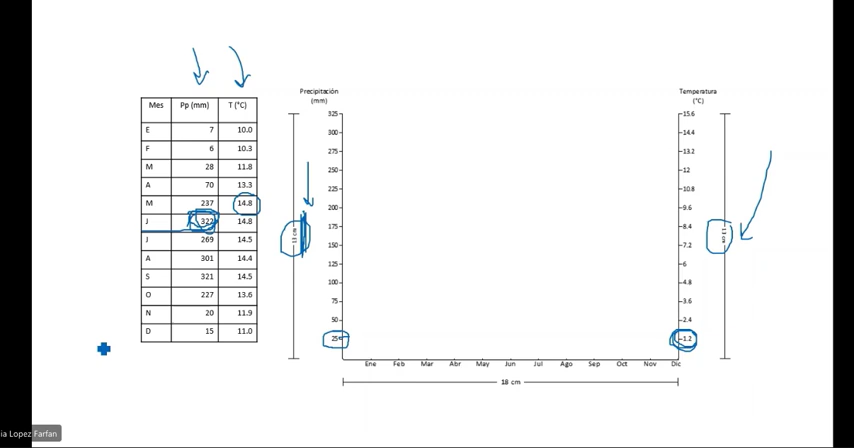 Mes Pp (mm) T (°C)
E 7 10.0
F 6 10.3
M 28 11.8
A 70 13.3
M 237 14.8
J 322 14.8
J 269 14.5
A 301 14.4
S 321 14.5
O 227 13.6
N 20 11.9
D 15 11.0
Precipitación
(mm)
325
300
275
250
225
200
175
150
125
100
75
50
25
13 cm
Temperatura
(°C)
15.6
14.4
13.2
12
10.8
9.6
8.4
7.2
6
4.8
3.6
2.4
1.2
13 cm
Ene Feb Mar Abr May Jun Jul Ago Sep Oct Nov Dic
18 cm
ia Lopez Farfan